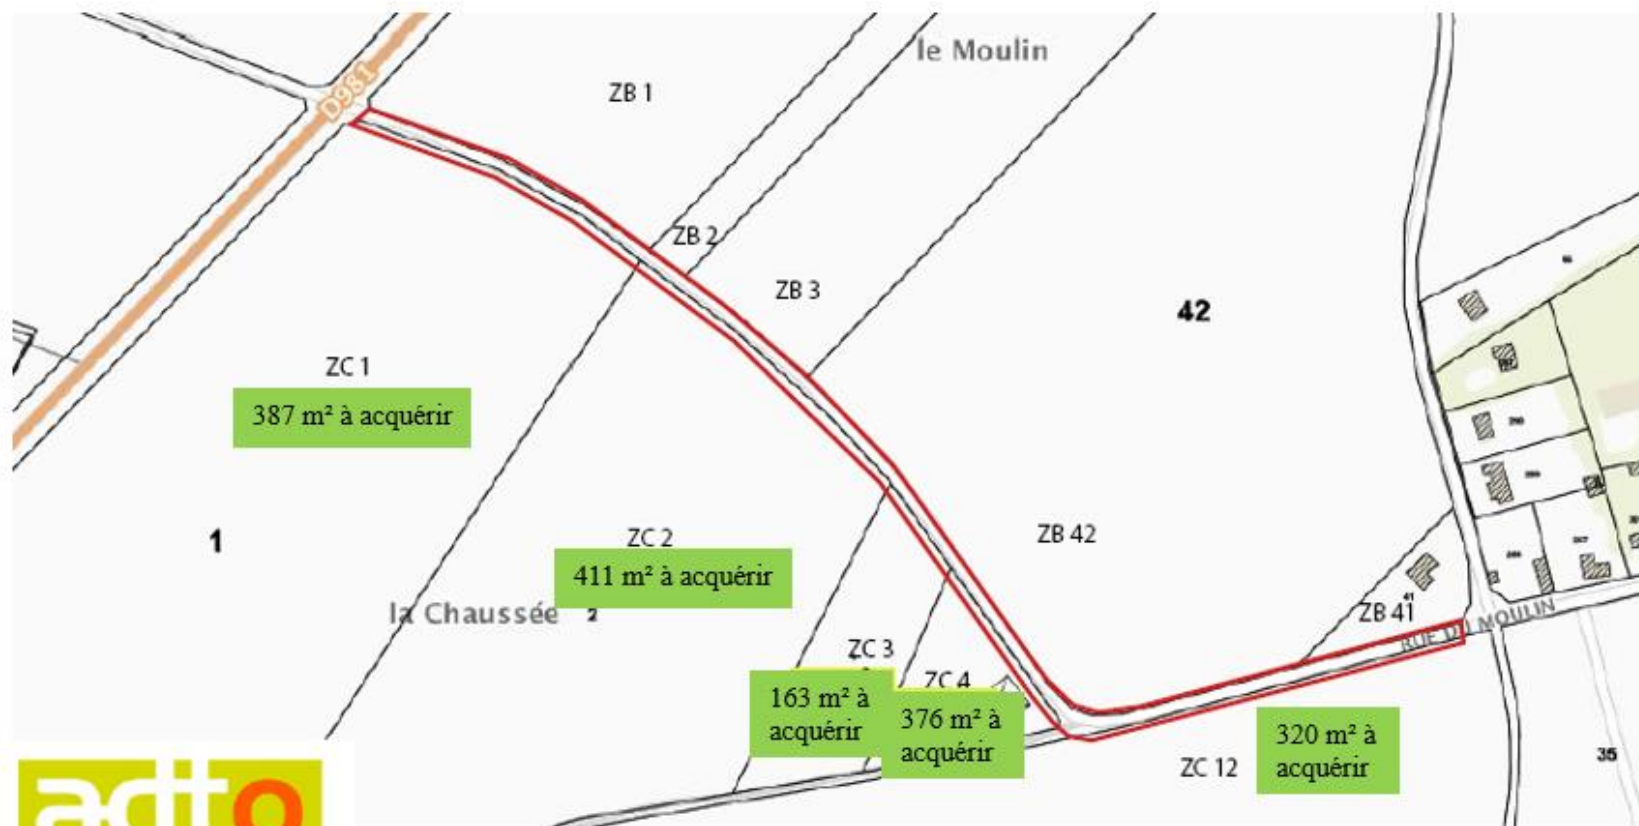 le Moulin
D981
ZB 1
ZB 2
ZB 3
42
ZC 1
387 m² à acquérir
1
ZC 2
411 m² à acquérir
la Chaussée
2
ZB 42
41
ZB 41
RUE DU MOULIN
ZC 3
163 m² à
acquérir
ZC 4
376 m² à
acquérir
ZC 12
320 m² à
acquérir
35
adto